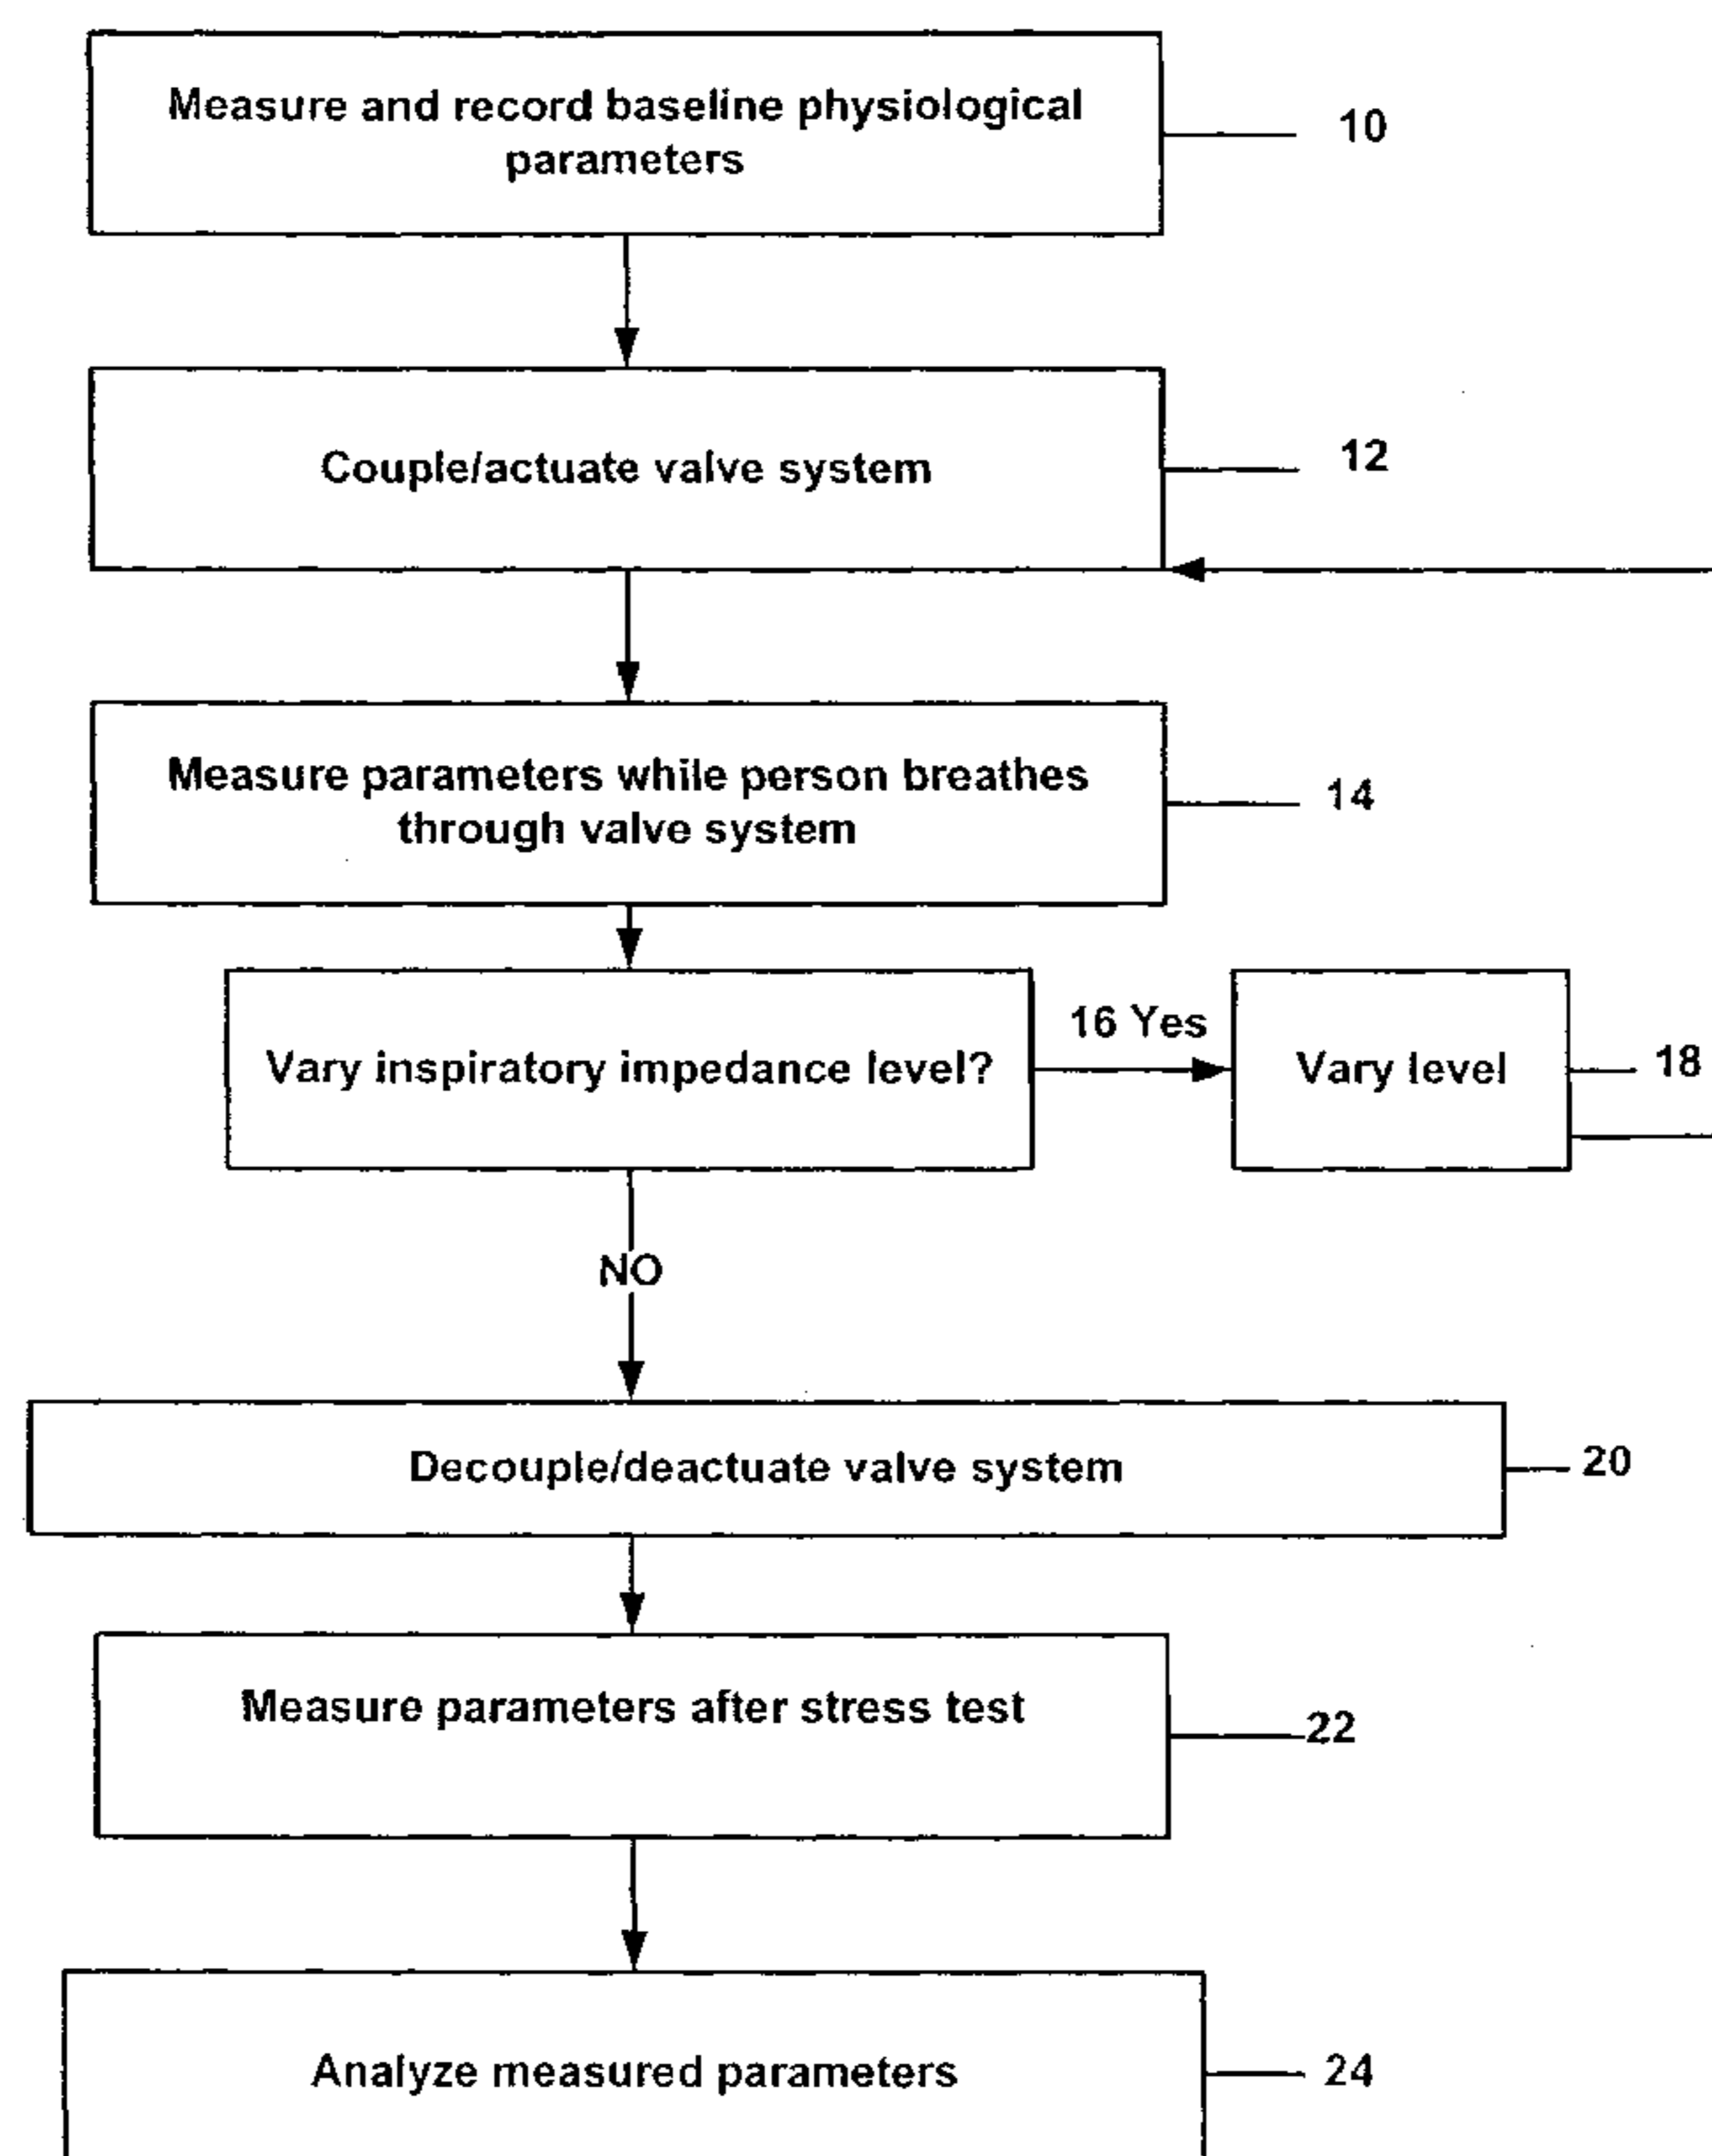 Measure and record baseline physiological
parameters
10
Couple/actuate valve system
12
Measure parameters while person breathes
through valve system
14
Vary inspiratory impedance level?
16 Yes
Vary level
18
NO
Decouple/deactuate valve system
20
Measure parameters after stress test
22
Analyze measured parameters
24